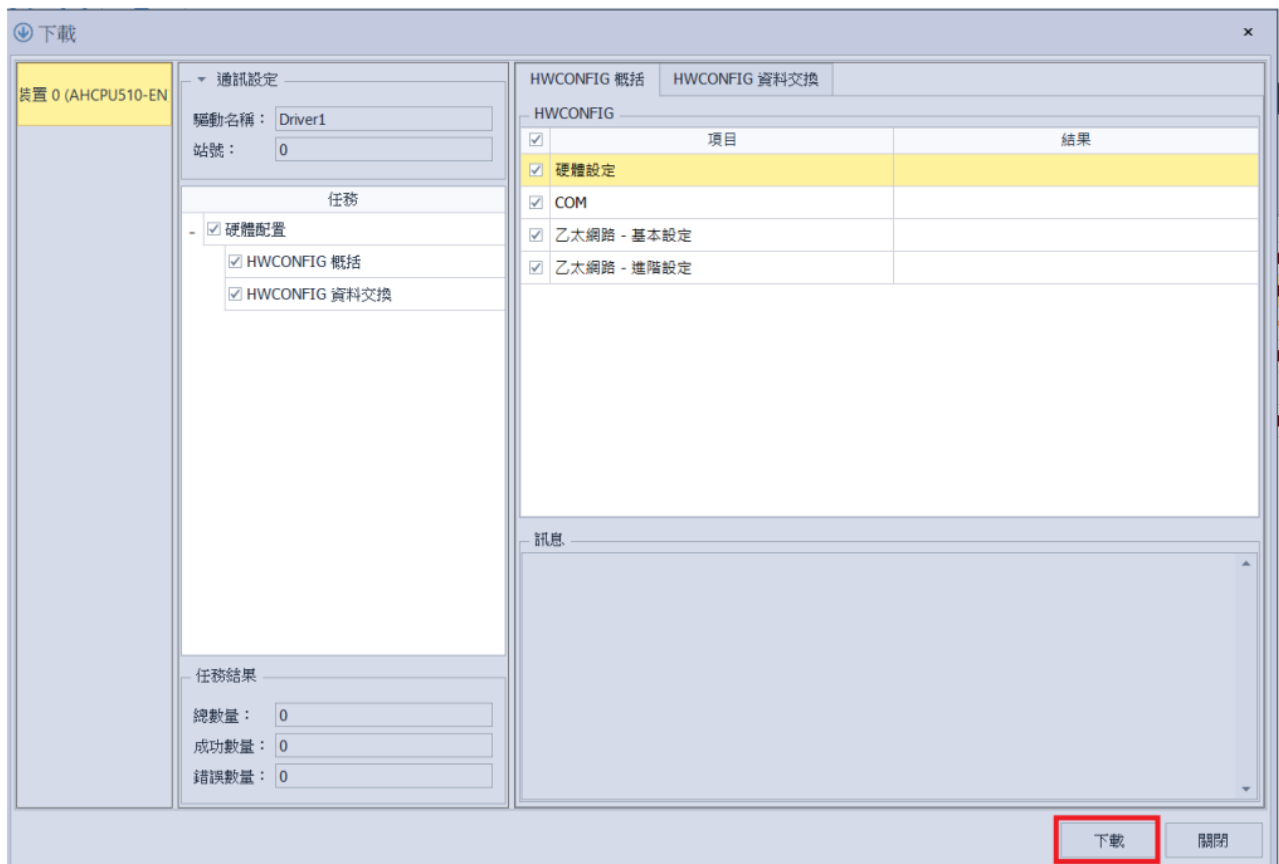 下載
裝置 0 (AHCPU510-EN
通訊設定
驅動名稱： Driver1
站號： 0
任務
硬體配置
HWCONFIG 概括
HWCONFIG 資料交換
任務結果
總數量： 0
成功數量： 0
錯誤數量： 0
HWCONFIG 概括 HWCONFIG 資料交換
HWCONFIG
項目 結果
硬體設定
COM
乙太網路 - 基本設定
乙太網路 - 進階設定
訊息
下載 關閉